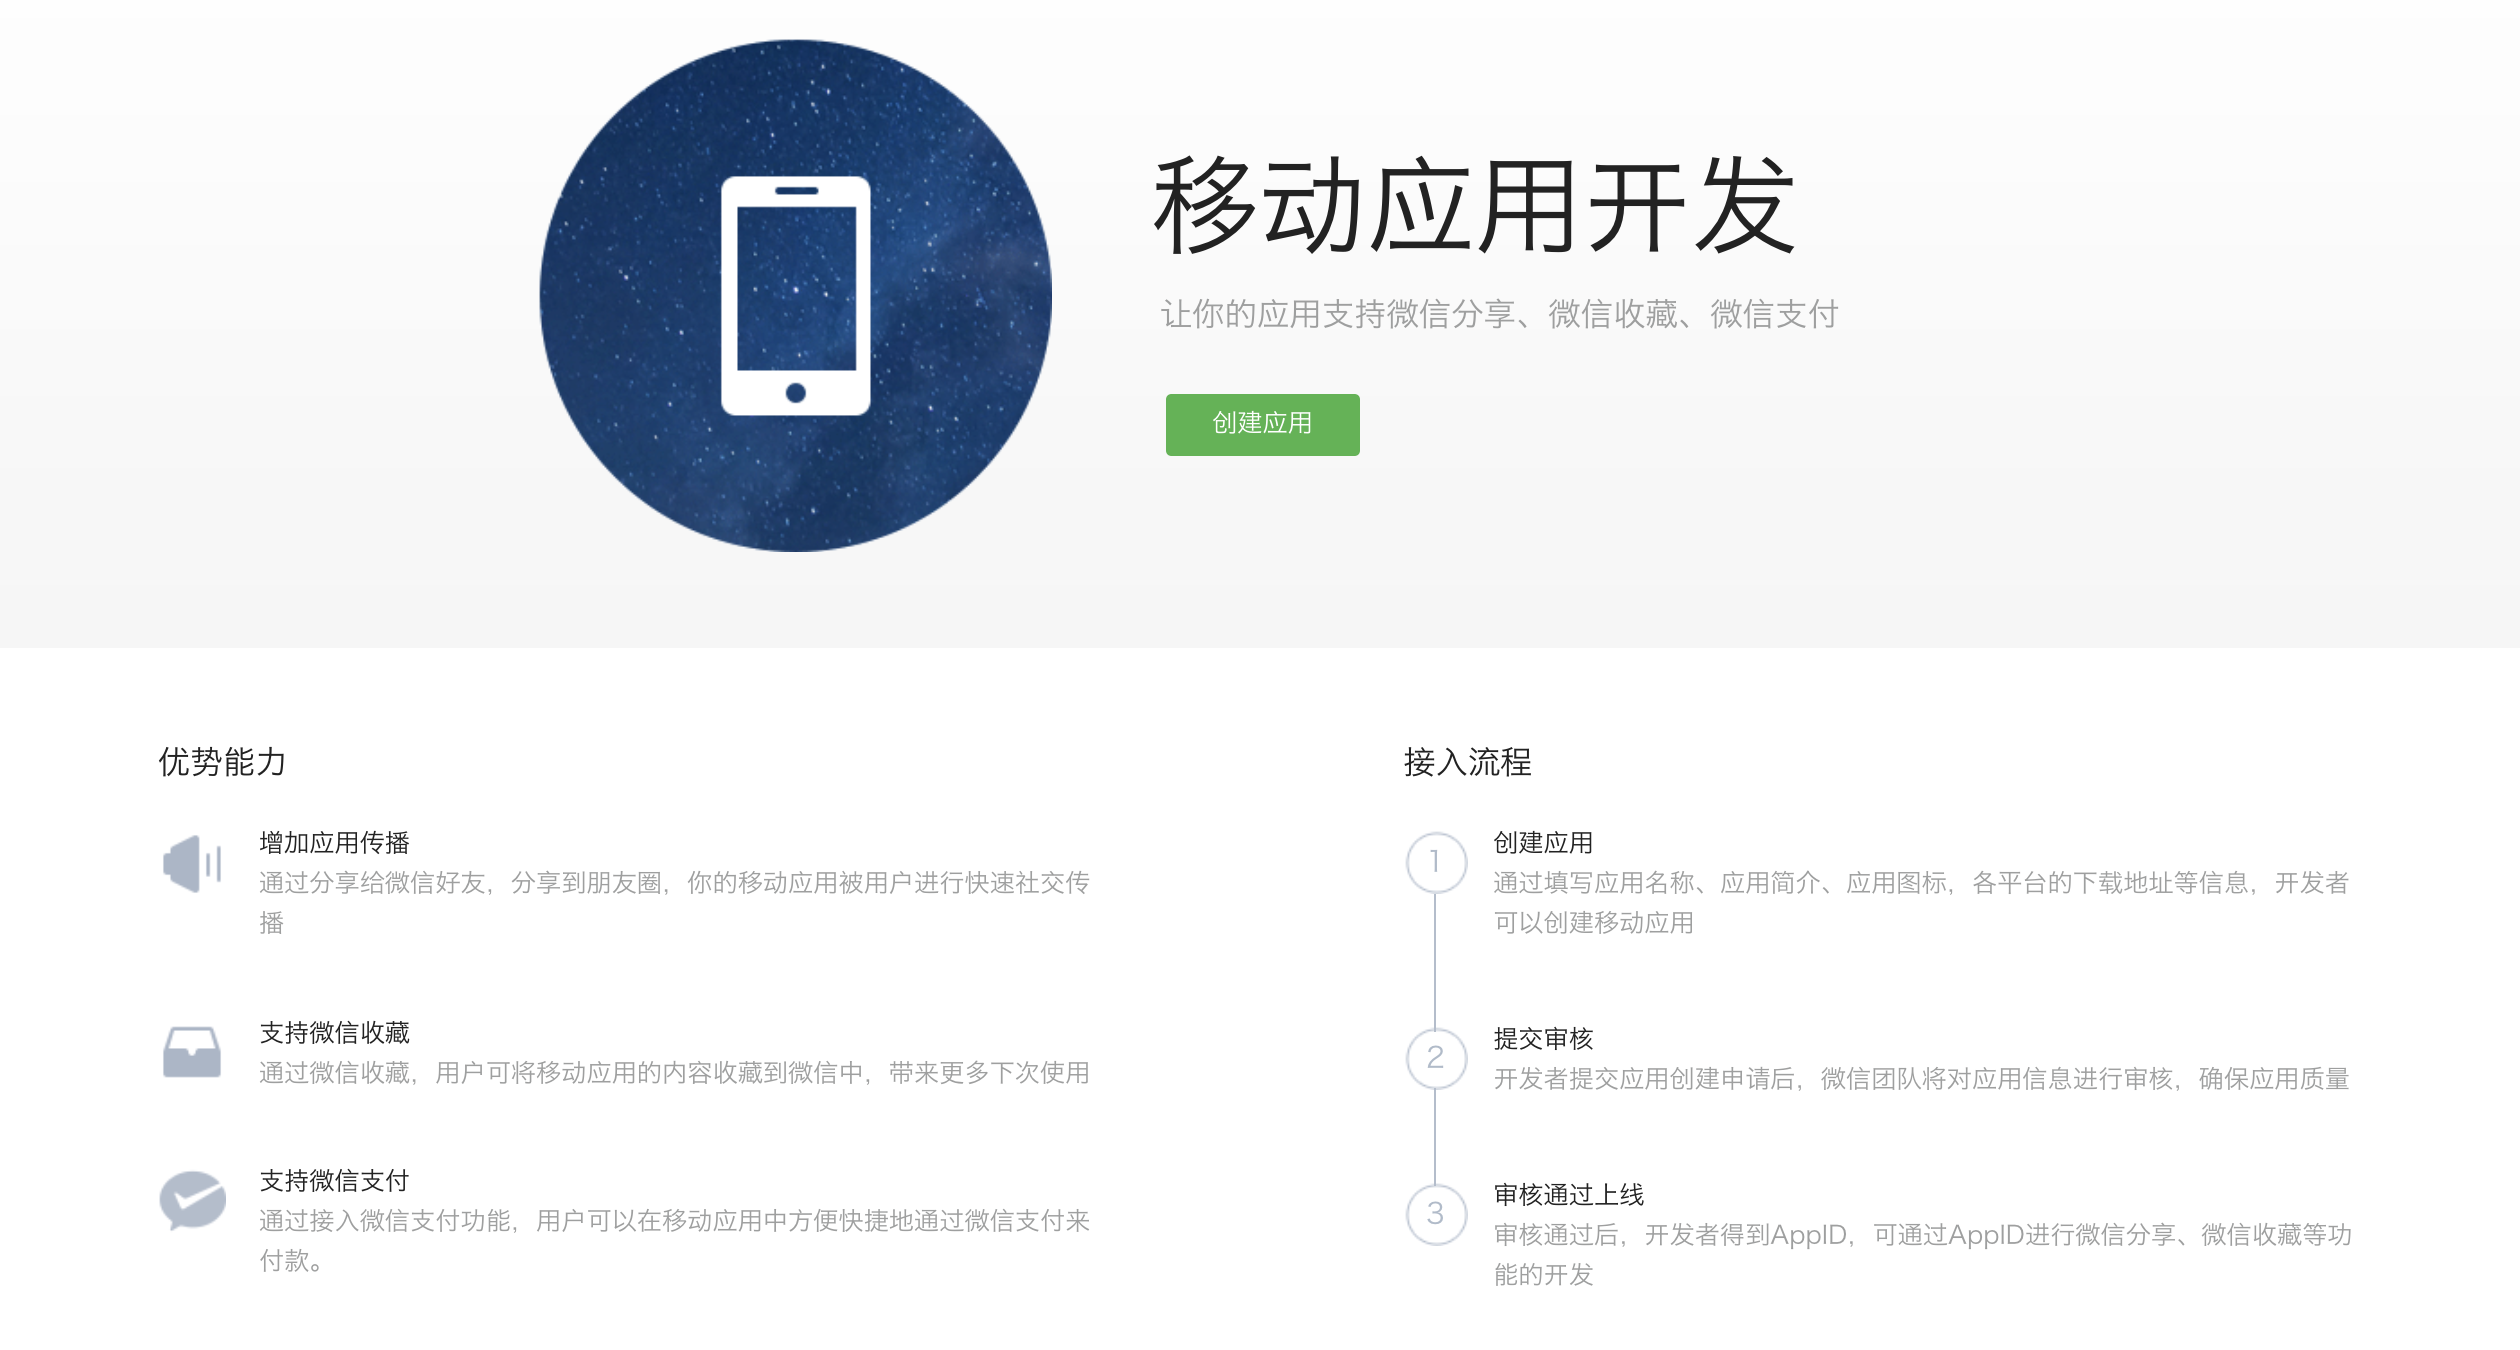 移动应用开发
让你的应用支持微信分享、微信收藏、微信支付
创建应用
优势能力
增加应用传播
通过分享给微信好友，分享到朋友圈，你的移动应用被用户进行快速社交传
播
支持微信收藏
通过微信收藏，用户可将移动应用的内容收藏到微信中，带来更多下次使用
支持微信支付
通过接入微信支付功能，用户可以在移动应用中方便快捷地通过微信支付来
付款。
接入流程
1
创建应用
通过填写应用名称、应用简介、应用图标，各平台的下载地址等信息，开发者
可以创建移动应用
2
提交审核
开发者提交应用创建申请后，微信团队将对应用信息进行审核，确保应用质量
3
审核通过上线
审核通过后，开发者得到AppID，可通过AppID进行微信分享、微信收藏等功
能的开发